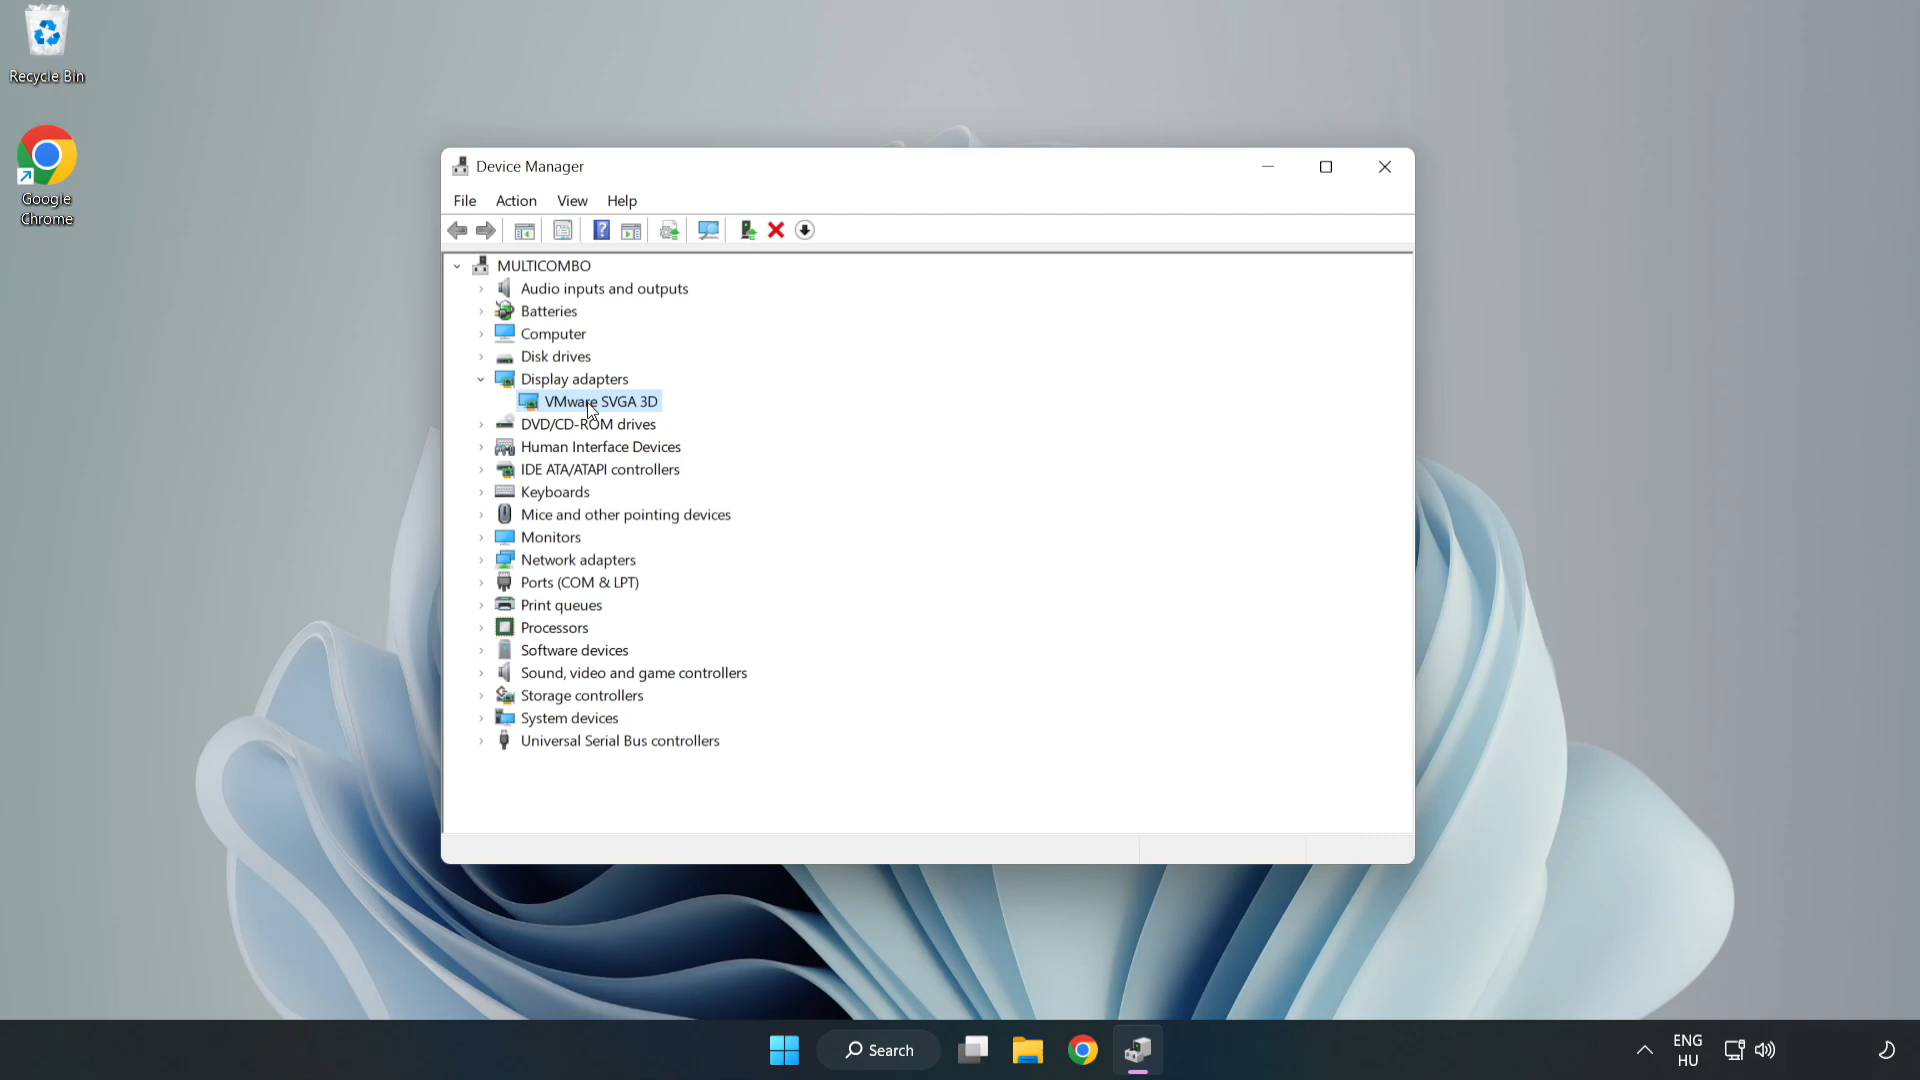 Recycle Bin
Google
Chrome
Device Manager
File Action View Help
MULTICOMBO
Audio inputs and outputs
Batteries
Computer
Disk drives
Display adapters
VMware SVGA 3D
DVD/CD-ROM drives
Human Interface Devices
IDE ATA/ATAPI controllers
Keyboards
Mice and other pointing devices
Monitors
Network adapters
Ports (COM & LPT)
Print queues
Processors
Software devices
Sound, video and game controllers
Storage controllers
System devices
Universal Serial Bus controllers
Search
ENG
HU